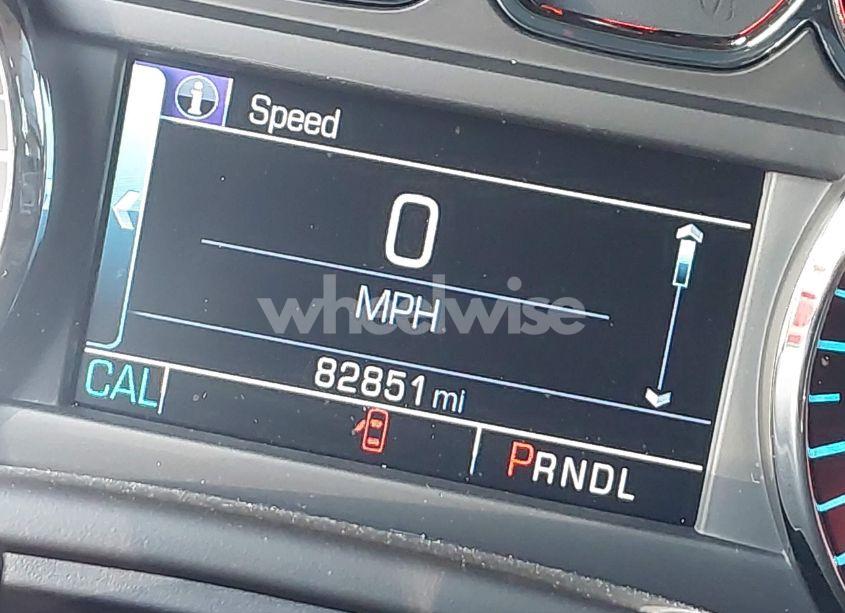 Speed
0
MPH
wheelwise
82851 mi
CAL
PRNDL